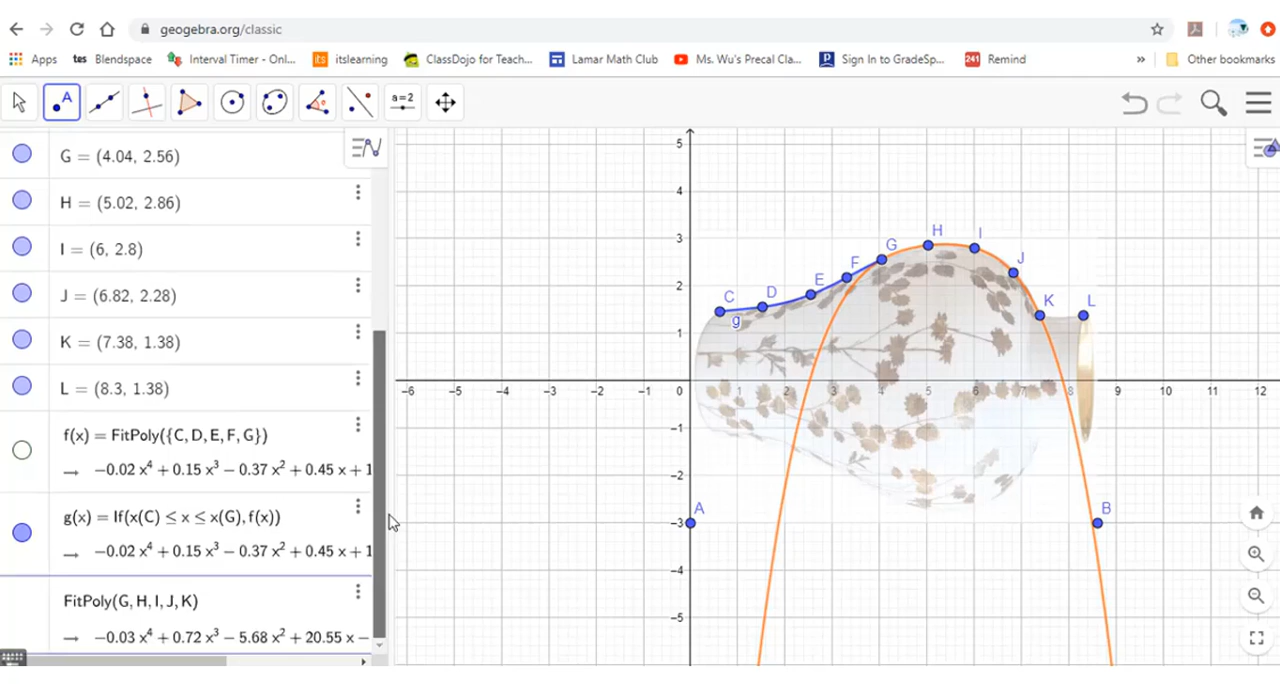 geogebra.org/classic
Apps tes Blendspace Interval Timer - Onl... its itslearning ClassDojo for Teach... Lamar Math Club Ms. Wu's Precal Cla... P Sign In to GradeSp... 241 Remind » Other bookmarks
A a=2
G = (4.04, 2.56)
H = (5.02, 2.86)
I = (6, 2.8)
J = (6.82, 2.28)
K = (7.38, 1.38)
L = (8.3, 1.38)
f(x) = FitPoly({C, D, E, F, G})
→ −0.02 x⁴ + 0.15 x³ − 0.37 x² + 0.45 x + 1
g(x) = If(x(C) ≤ x ≤ x(G), f(x))
→ −0.02 x⁴ + 0.15 x³ − 0.37 x² + 0.45 x + 1
FitPoly(G, H, I, J, K)
→ −0.03 x⁴ + 0.72 x³ − 5.68 x² + 20.55 x −
5
4
3
2
1
−6 −5 −4 −3 −2 −1 0 1 2 3 4 5 6 7 8 9 10 11 12
−1
−2
−3
−4
−5
C D E F G H I J K L
g
A B